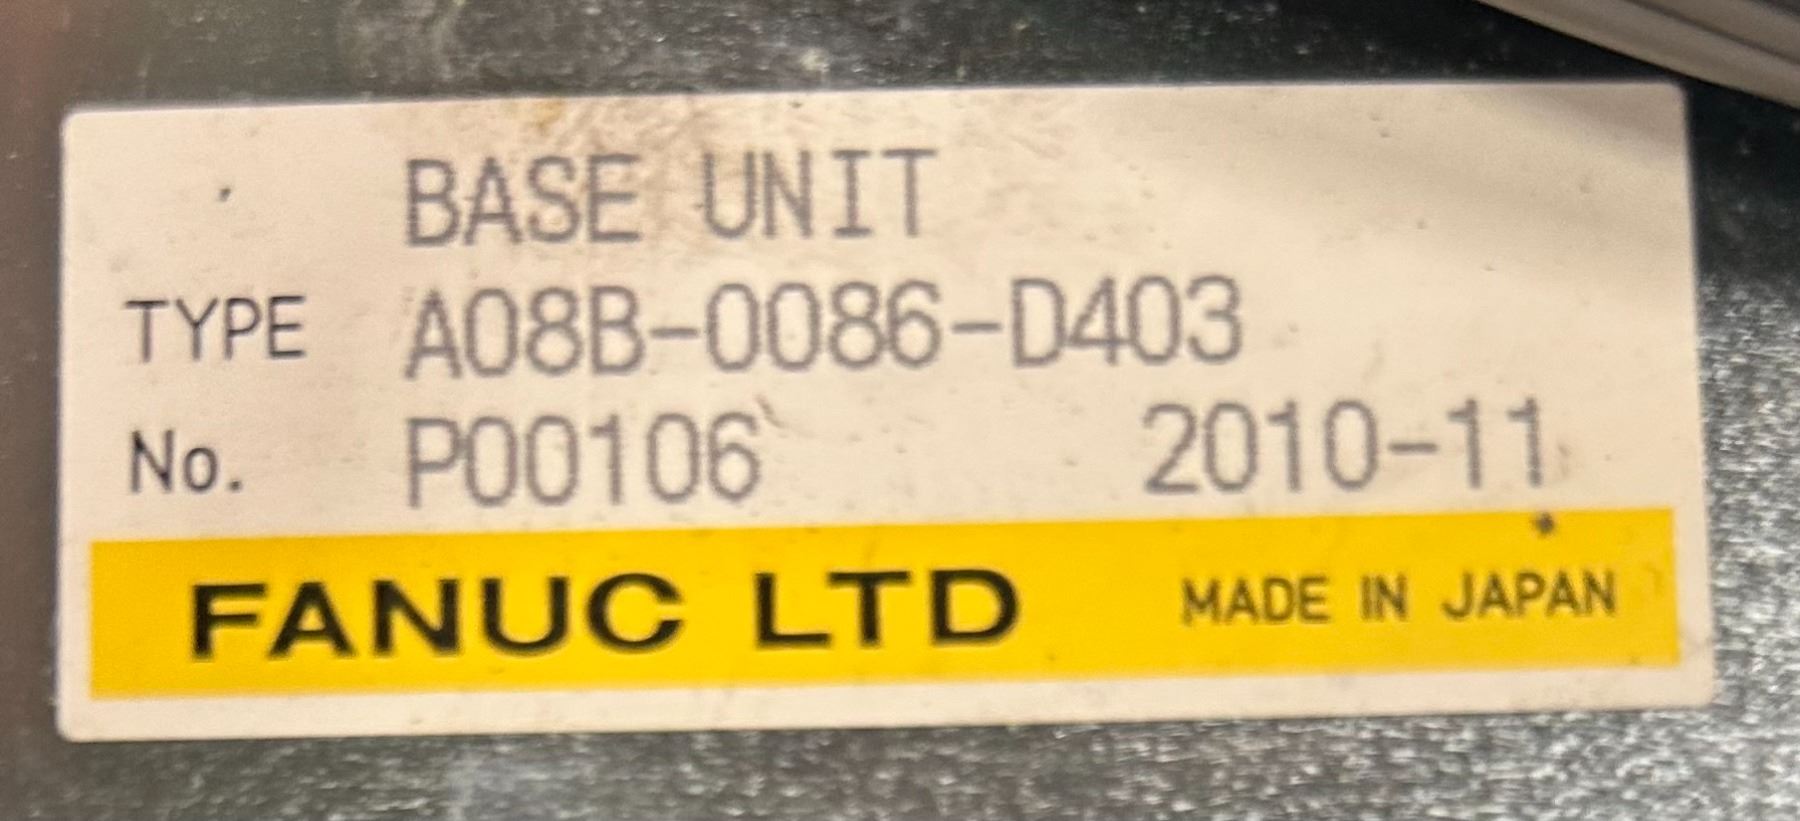 BASE UNIT
TYPE A08B-0086-D403
No. P00106 2010-11
FANUC LTD MADE IN JAPAN